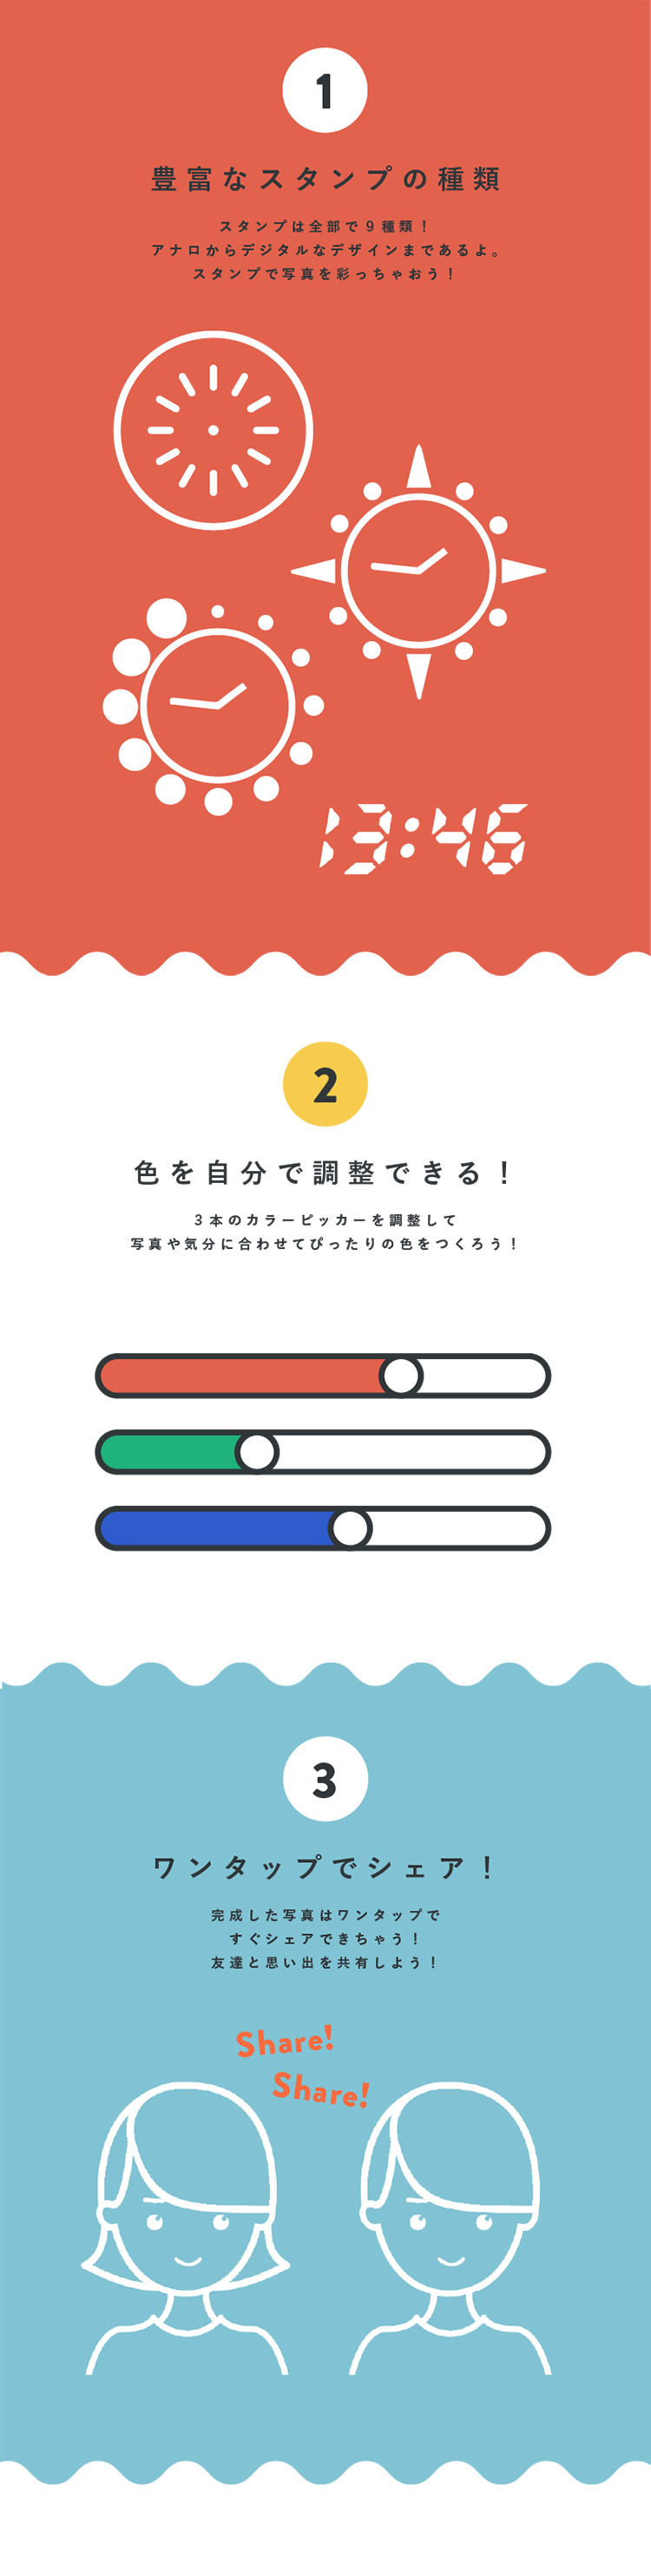 1
豊富なスタンプの種類
スタンプは全部で9種類！
アナロからデジタルなデザインまであるよ。
スタンプで写真を彩っちゃおう！
13:46
2
色を自分で調整できる！
3本のカラーピッカーを調整して
写真や気分に合わせてぴったりの色をつくろう！
3
ワンタップでシェア！
完成した写真はワンタップで
すぐシェアできちゃう！
友達と思い出を共有しよう！
Share!
Share!